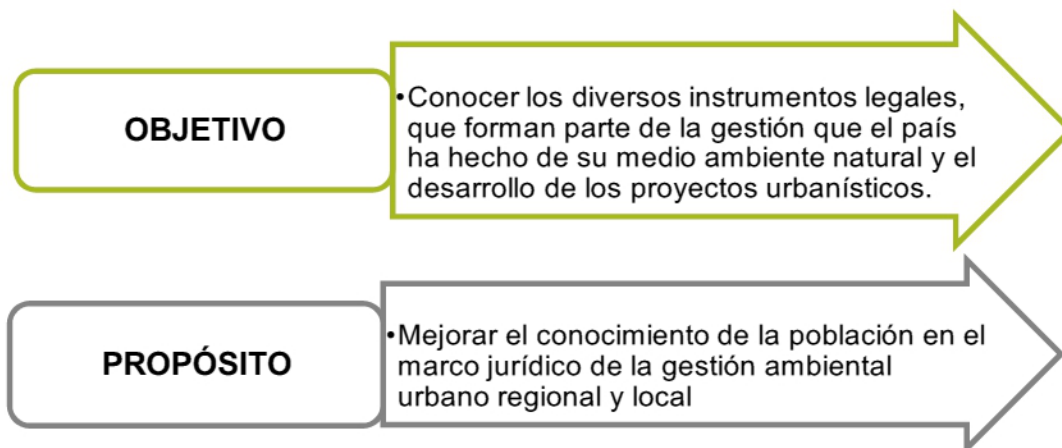 OBJETIVO
•Conocer los diversos instrumentos legales,
que forman parte de la gestión que el país
ha hecho de su medio ambiente natural y el
desarrollo de los proyectos urbanísticos.
PROPÓSITO
•Mejorar el conocimiento de la población en el
marco jurídico de la gestión ambiental
urbano regional y local